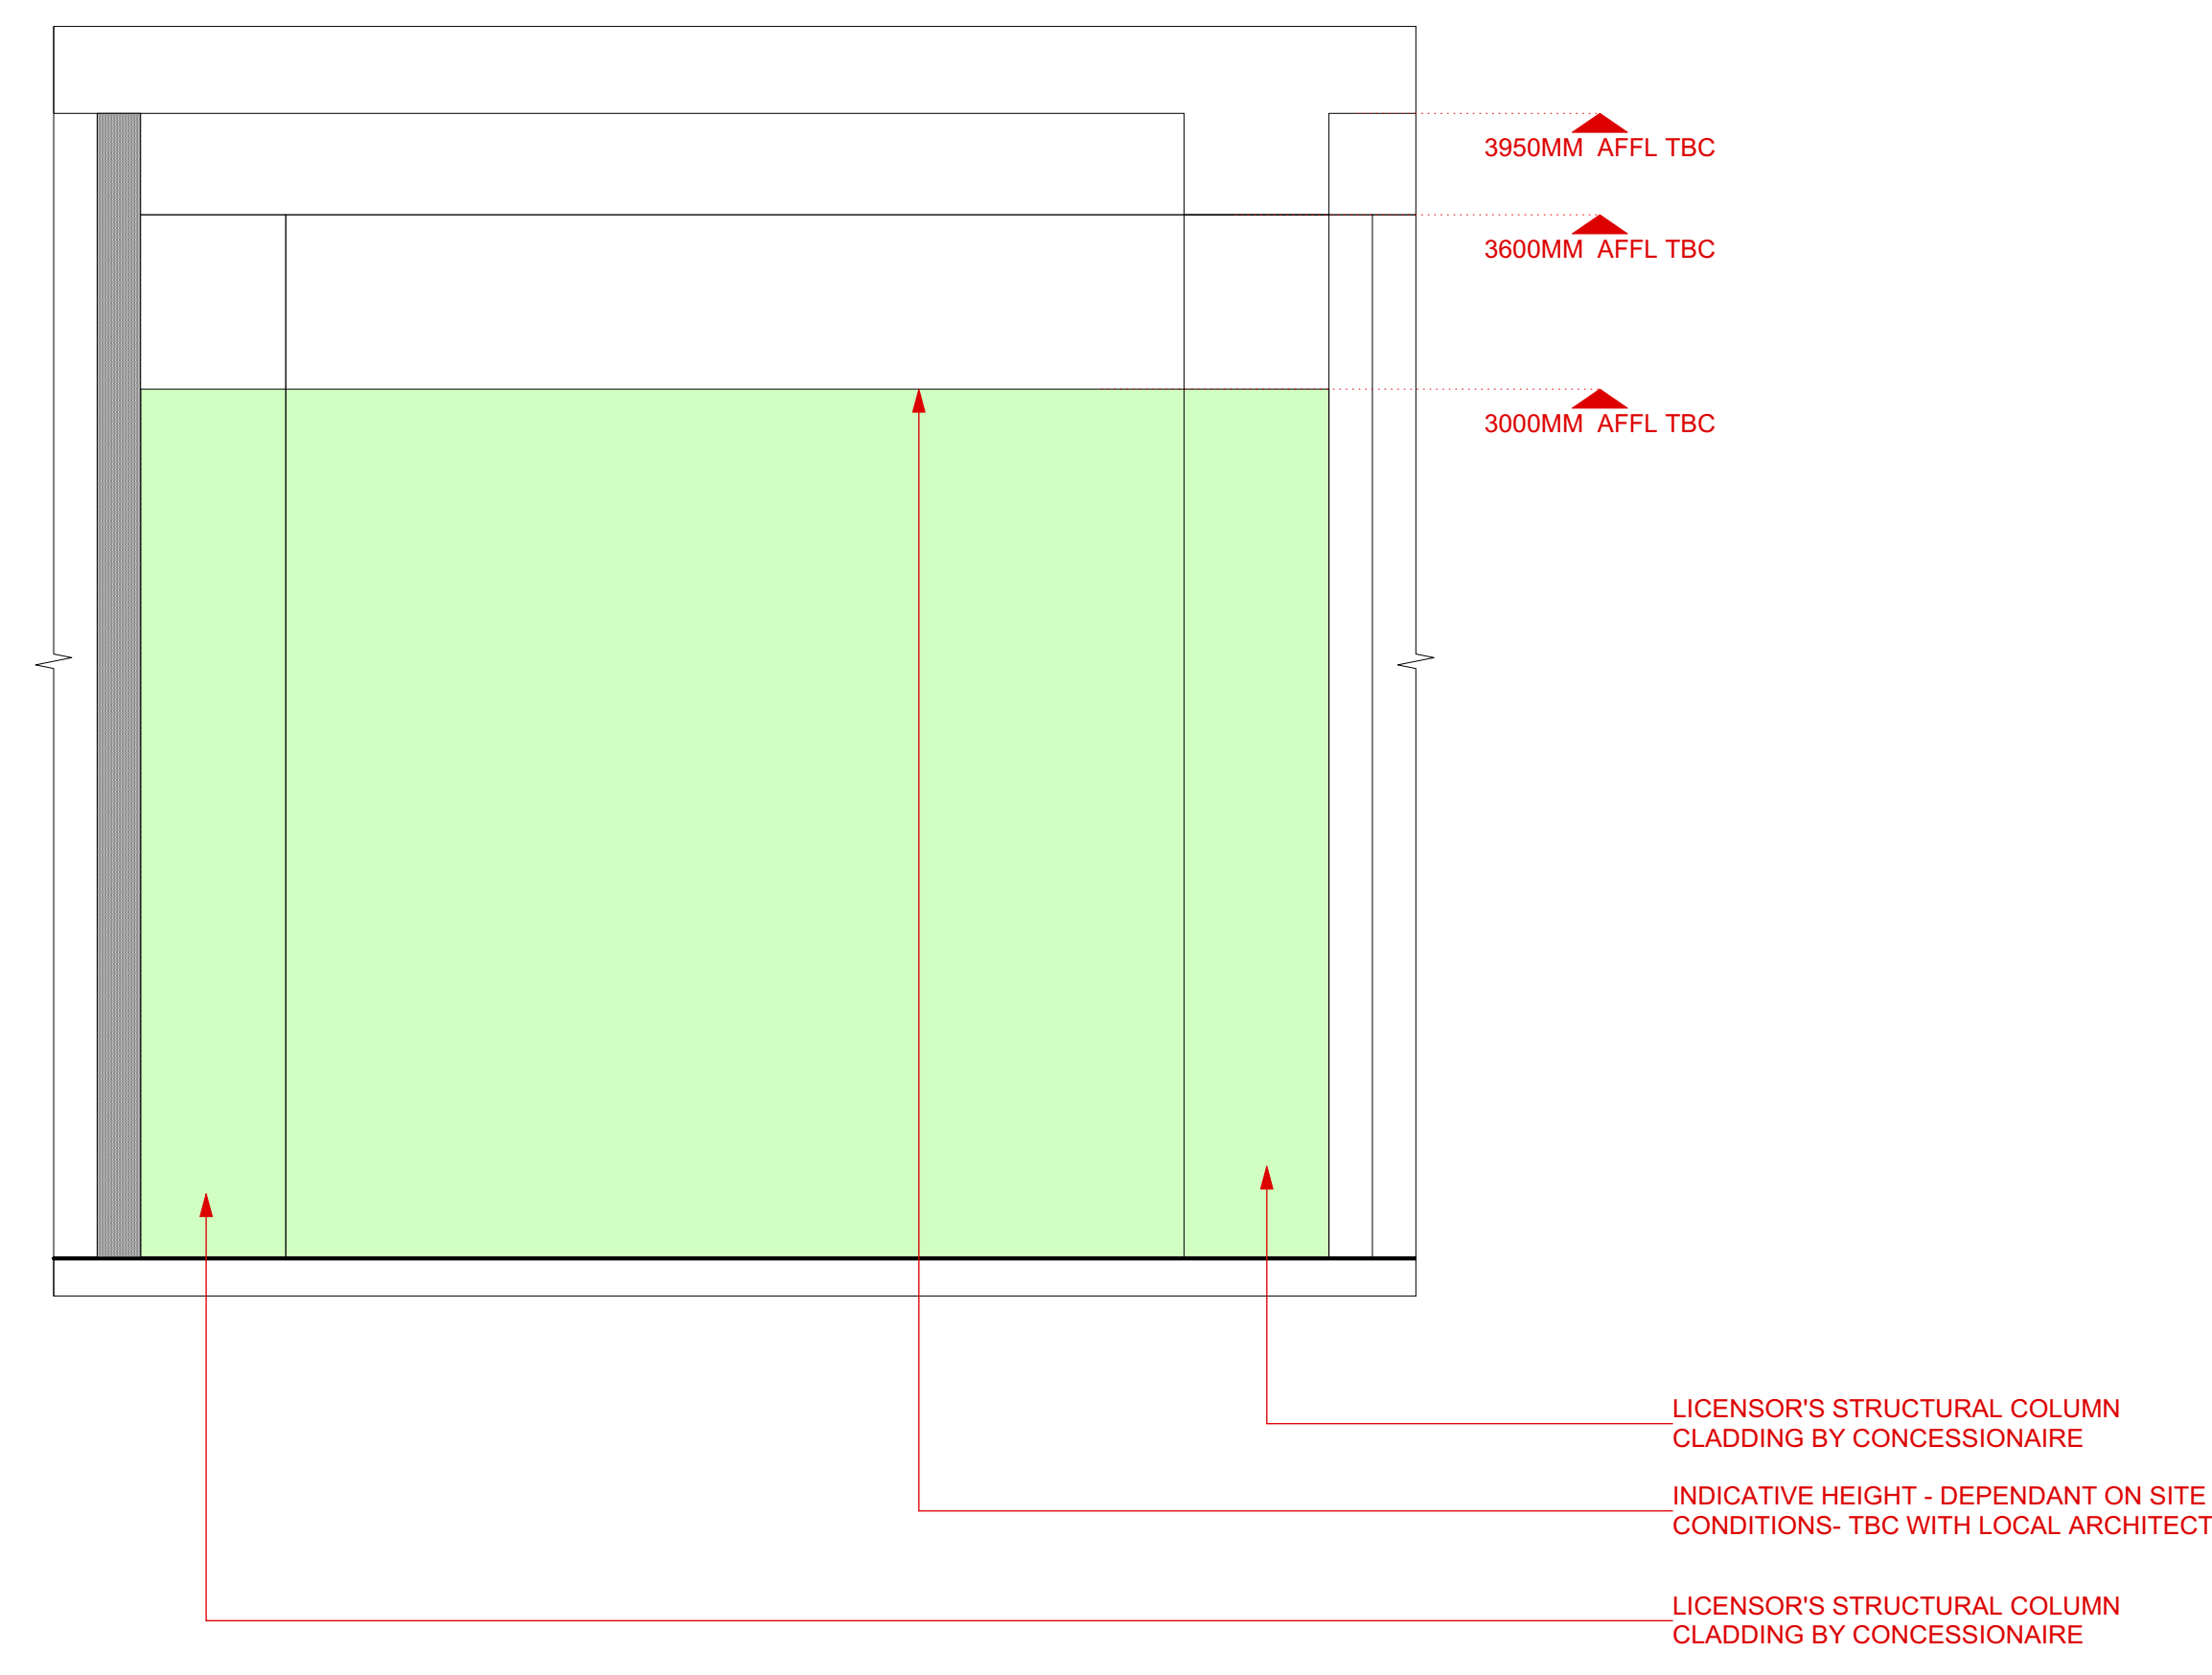 3950MM  AFFL TBC
3600MM  AFFL TBC
3000MM  AFFL TBC
LICENSOR'S STRUCTURAL COLUMN
CLADDING BY CONCESSIONAIRE
INDICATIVE HEIGHT - DEPENDANT ON SITE
CONDITIONS- TBC WITH LOCAL ARCHITECT
LICENSOR'S STRUCTURAL COLUMN
CLADDING BY CONCESSIONAIRE